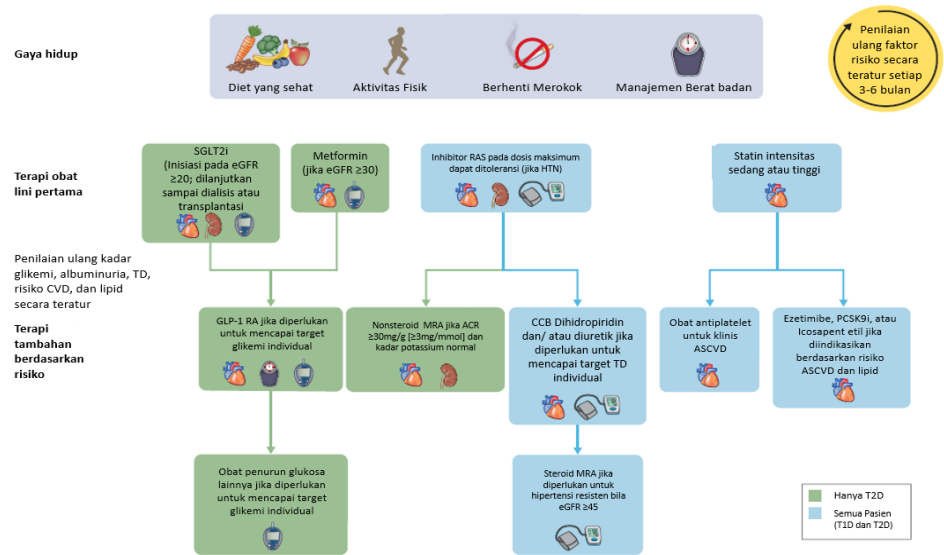 Gaya hidup
Diet yang sehat
Aktivitas Fisik
Berhenti Merokok
Manajemen Berat badan
Penilaian
ulang faktor
risiko secara
teratur setiap
3-6 bulan
Terapi obat
lini pertama
SGLT2i
(Inisiasi pada eGFR
≥20; dilanjutkan
sampai dialisis atau
transplantasi
Metformin
(jika eGFR ≥30)
Inhibitor RAS pada dosis maksimum
dapat ditoleransi (jika HTN)
Statin intensitas
sedang atau tinggi
Penilaian ulang kadar
glikemi, albuminuria, TD,
risiko CVD, dan lipid
secara teratur
Terapi
tambahan
berdasarkan
risiko
GLP-1 RA jika diperlukan
untuk mencapai target
glikemi individual
Nonsteroid MRA jika ACR
≥30mg/g [≥3mg/mmol] dan
kadar potassium normal
CCB Dihidropiridin
dan/ atau diuretik jika
diperlukan untuk
mencapai target TD
individual
Obat antiplatelet
untuk klinis
ASCVD
Ezetimibe, PCSK9i, atau
Icosapent etil jika
diindikasikan
berdasarkan risiko
ASCVD dan lipid
Obat penurun glukosa
lainnya jika diperlukan
untuk mencapai target
glikemi individual
Steroid MRA jika
diperlukan untuk
hipertensi resisten bila
eGFR ≥45
Hanya T2D
Semua Pasien
(T1D dan T2D)